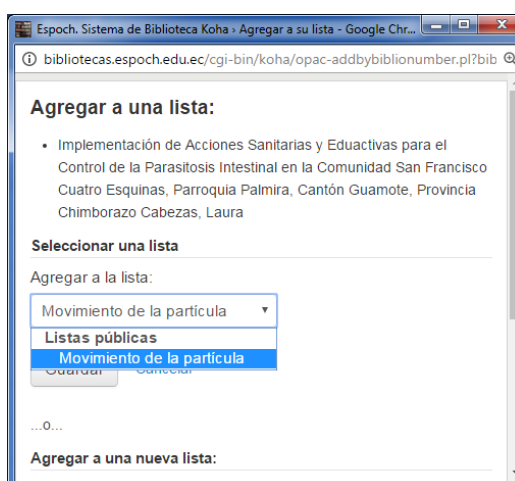 Espoch. Sistema de Biblioteca Koha › Agregar a su lista - Google Chr...
bibliotecas.espoch.edu.ec/cgi-bin/koha/opac-addbybiblionumber.pl?bib
Agregar a una lista:
• Implementación de Acciones Sanitarias y Eduactivas para el
Control de la Parasitosis Intestinal en la Comunidad San Francisco
Cuatro Esquinas, Parroquia Palmira, Cantón Guamote, Provincia
Chimborazo Cabezas, Laura
Seleccionar una lista
Agregar a la lista:
Movimiento de la partícula
Listas públicas
Movimiento de la partícula
Guardar Cancelar
...o...
Agregar a una nueva lista: